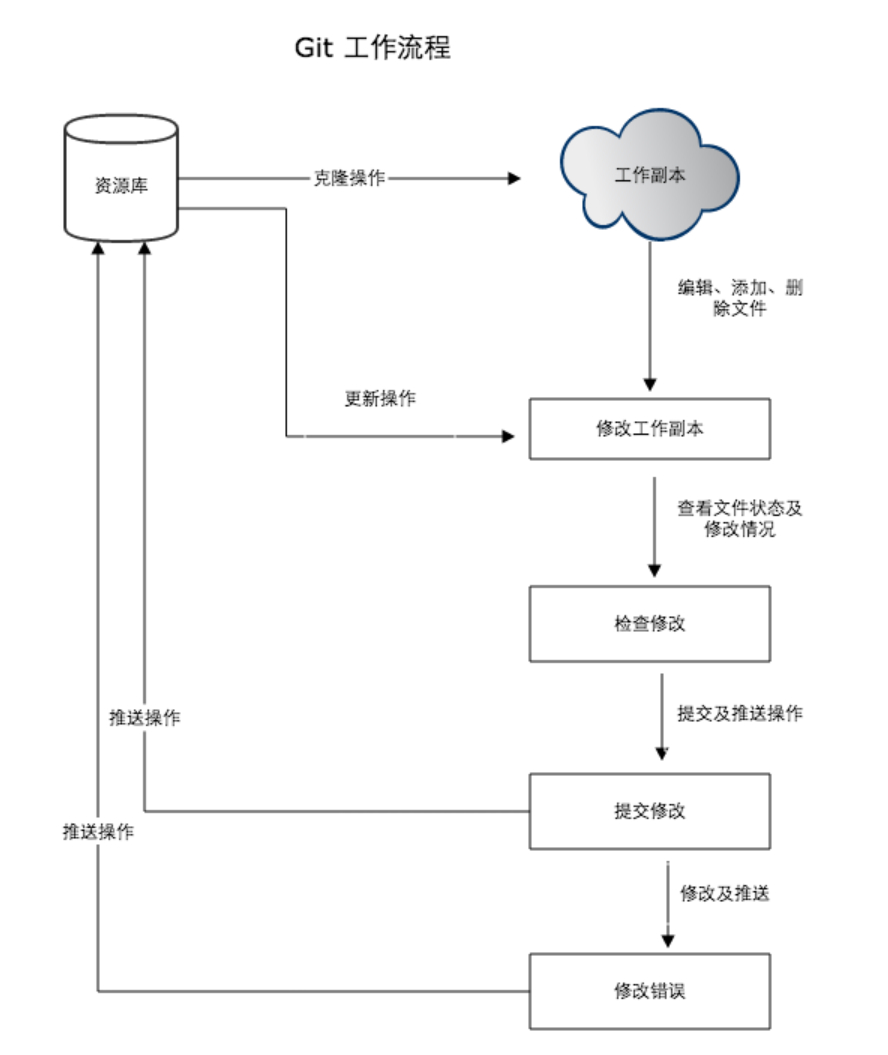 Git 工作流程
资源库
克隆操作
工作副本
编辑、添加、删
除文件
更新操作
修改工作副本
查看文件状态及
修改情况
检查修改
提交及推送操作
推送操作
提交修改
推送操作
修改及推送
修改错误